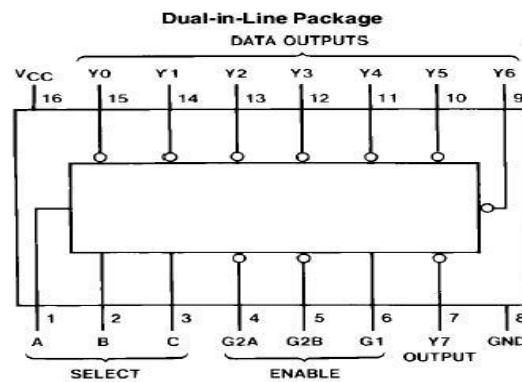 Dual-in-Line Package
DATA OUTPUTS
VCC Y0 Y1 Y2 Y3 Y4 Y5 Y6
16 15 14 13 12 11 10 9
1 2 3 4 5 6 7 8
A B C G2A G2B G1 Y7 GND
OUTPUT
SELECT ENABLE